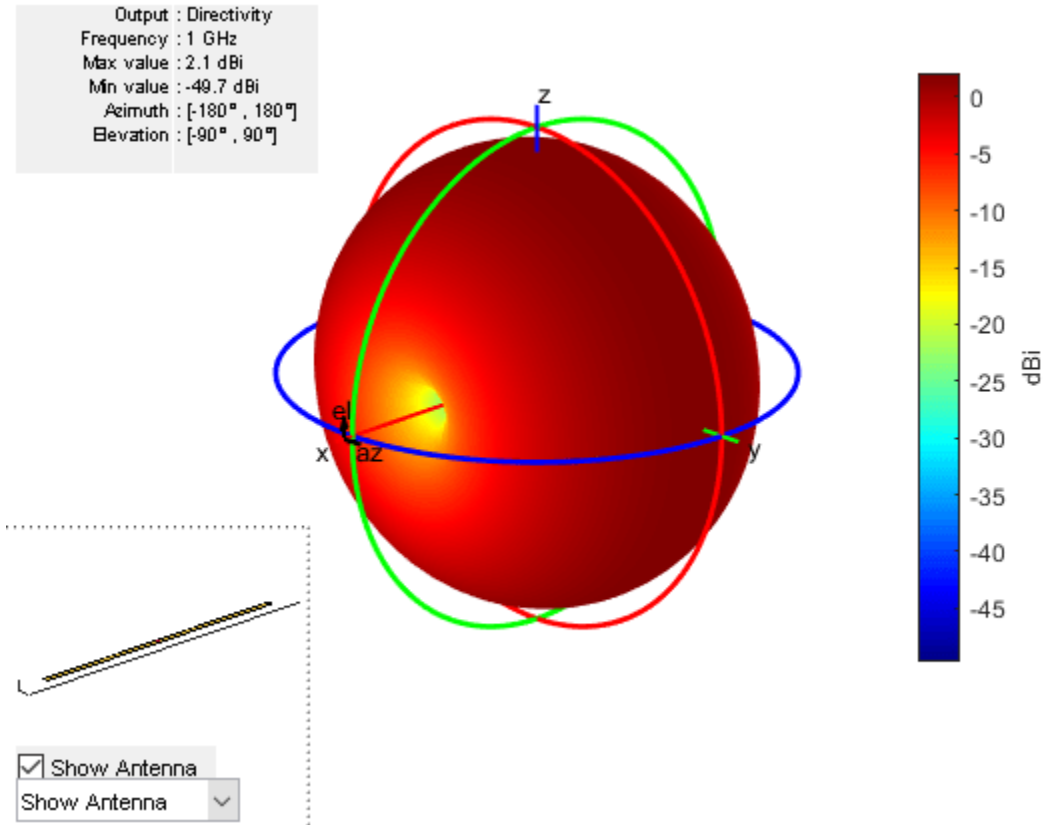 Output : Directivity
Frequency : 1 GHz
Max value : 2.1 dBi
Min value : -49.7 dBi
Azimuth : [-180° , 180°]
Elevation : [-90° , 90°]
z
el
x
az
y
0
-5
-10
-15
-20
-25
-30
-35
-40
-45
dBi
Show Antenna
Show Antenna